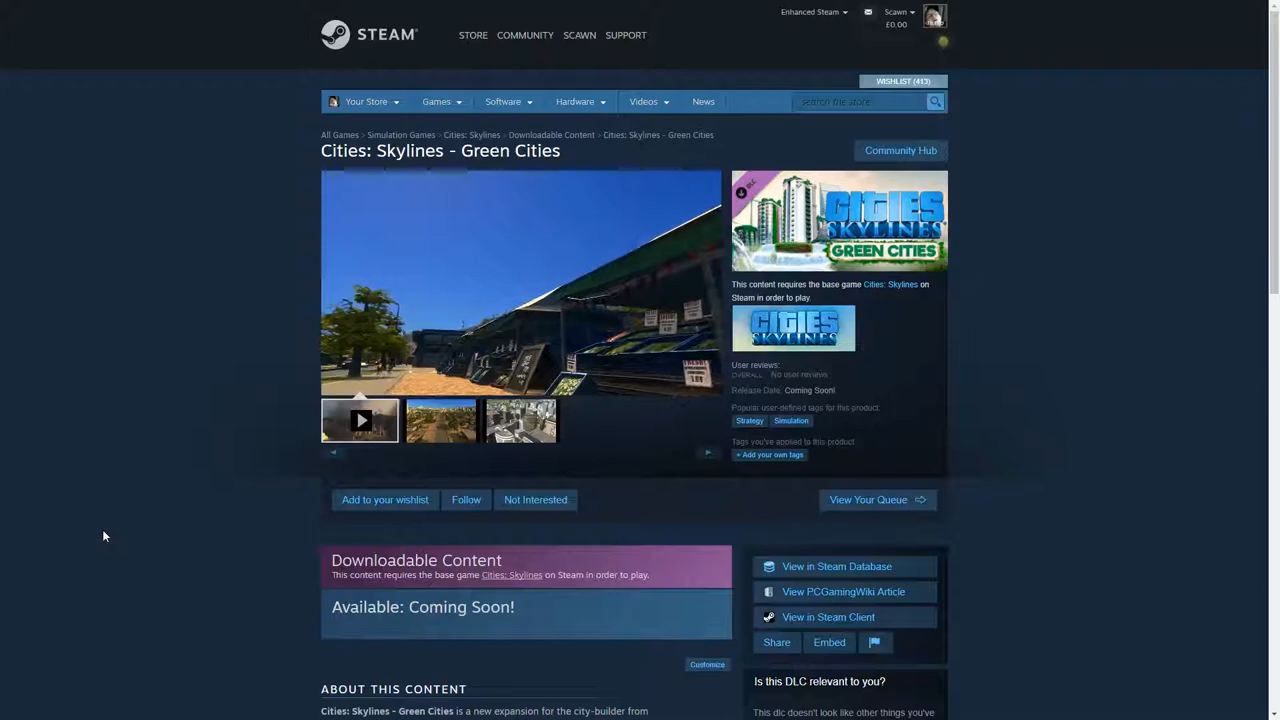 Enhanced Steam
Scawn
£0.00
STEAM
STORE COMMUNITY SCAWN SUPPORT
WISHLIST (413)
Your Store Games Software Hardware Videos News search the store
All Games > Simulation Games > Cities: Skylines > Downloadable Content > Cities: Skylines - Green Cities
Cities: Skylines - Green Cities
Community Hub
DLC
CITIES
SKYLINES
GREEN CITIES
This content requires the base game Cities: Skylines on
Steam in order to play.
CITIES
SKYLINES
User reviews:
OVERALL: No user reviews
Release Date: Coming Soon!
Popular user-defined tags for this product:
Strategy Simulation
Tags you've applied to this product:
+ Add your own tags
Add to your wishlist Follow Not Interested View Your Queue
Downloadable Content
This content requires the base game Cities: Skylines on Steam in order to play.
Available: Coming Soon!
Customize
View in Steam Database
View PCGamingWiki Article
View in Steam Client
Share Embed
ABOUT THIS CONTENT
Cities: Skylines - Green Cities is a new expansion for the city-builder from
Is this DLC relevant to you?
This dlc doesn't look like other things you've